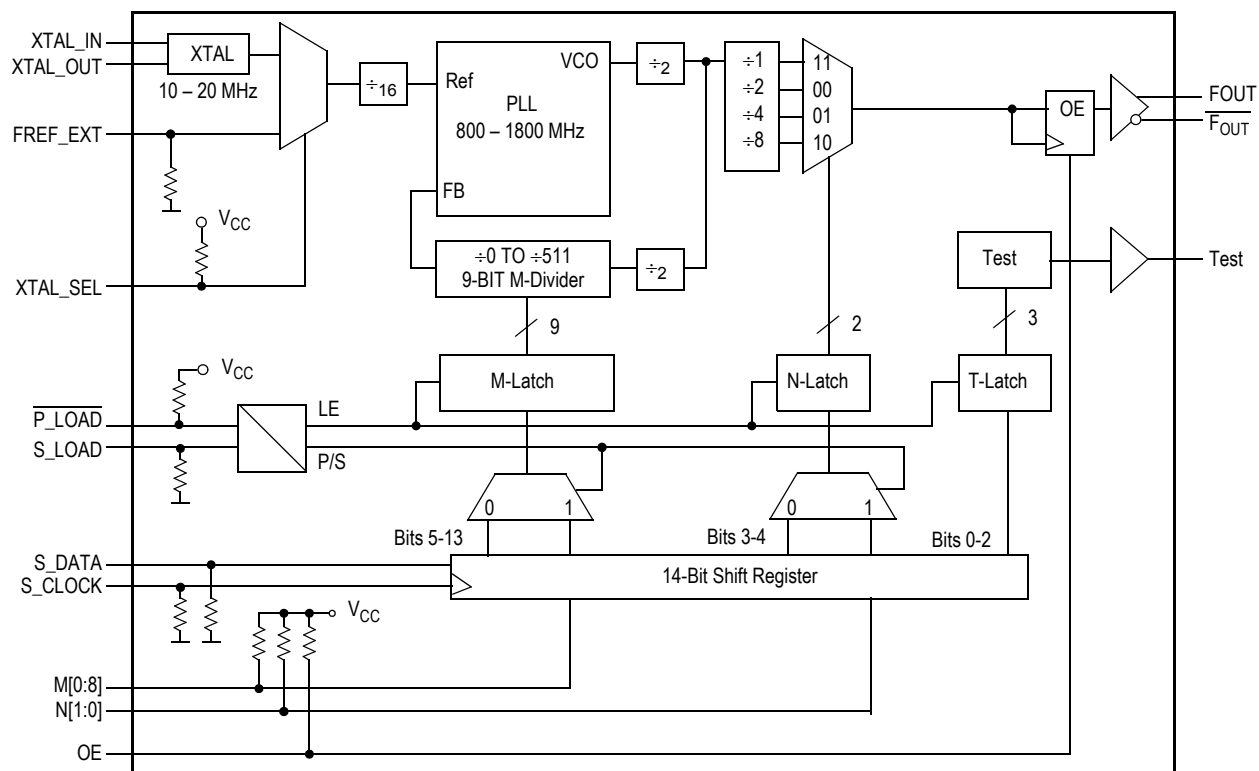 XTAL_IN
XTAL_OUT
XTAL
10 – 20 MHz
FREF_EXT
VCC
XTAL_SEL
÷16
Ref
VCO
PLL
800 – 1800 MHz
FB
÷2
÷0 TO ÷511
9-BIT M-Divider
÷2
÷1
÷2
÷4
÷8
11
00
01
10
OE
FOUT
FOUT
Test
Test
9
2
3
VCC
M-Latch
N-Latch
T-Latch
P_LOAD
S_LOAD
LE
P/S
0 1
0 1
Bits 5-13
Bits 3-4
Bits 0-2
S_DATA
S_CLOCK
14-Bit Shift Register
VCC
M[0:8]
N[1:0]
OE